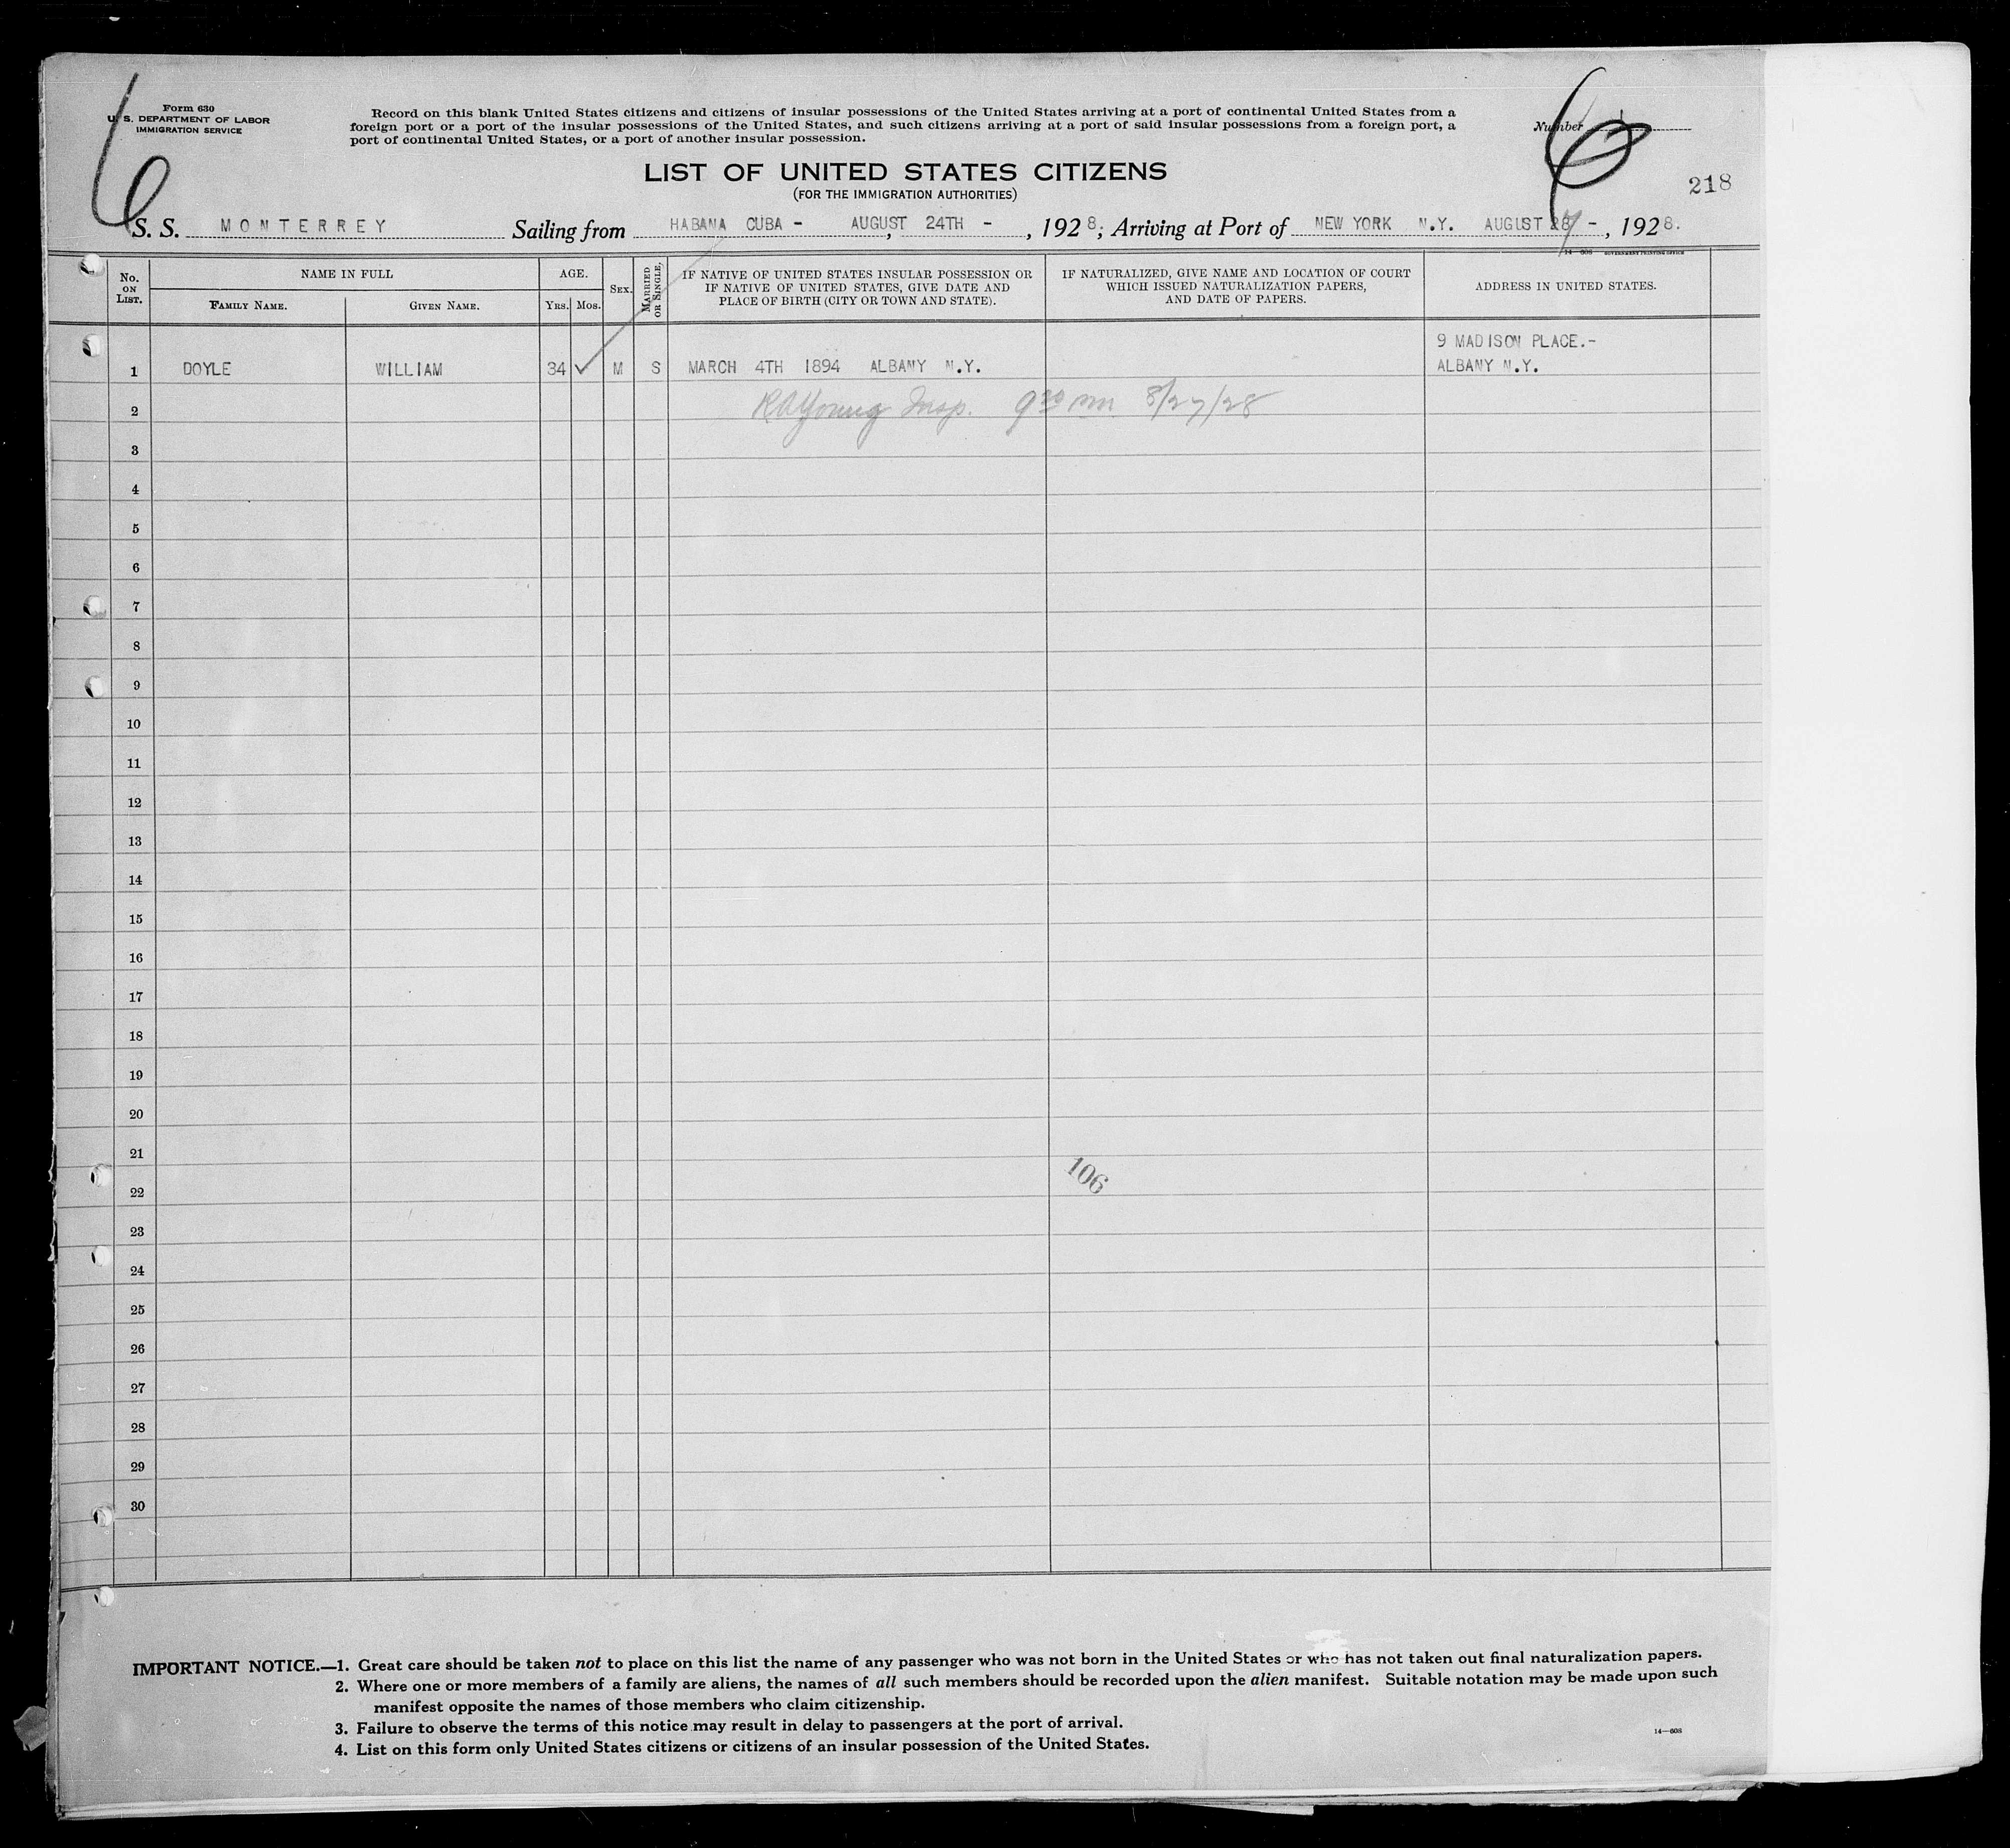 6
Form 630
U. S. DEPARTMENT OF LABOR
IMMIGRATION SERVICE
Record on this blank United States citizens and citizens of insular possessions of the United States arriving at a port of continental United States from a
foreign port or a port of the insular possessions of the United States, and such citizens arriving at a port of said insular possessions from a foreign port, a
port of continental United States, or a port of another insular possession.
Number 1
6
LIST OF UNITED STATES CITIZENS
(FOR THE IMMIGRATION AUTHORITIES)
218
S. S. MONTERREY Sailing from HABANA CUBA - AUGUST, 24TH -, 1928; Arriving at Port of NEW YORK N.Y. AUGUST 27 -, 1928.
14—608 GOVERNMENT PRINTING OFFICE
No. ON LIST.
NAME IN FULL
FAMILY NAME.
GIVEN NAME.
AGE.
YRS. MOS.
SEX.
MARRIED OR SINGLE.
IF NATIVE OF UNITED STATES INSULAR POSSESSION OR
IF NATIVE OF UNITED STATES, GIVE DATE AND
PLACE OF BIRTH (CITY OR TOWN AND STATE).
IF NATURALIZED, GIVE NAME AND LOCATION OF COURT
WHICH ISSUED NATURALIZATION PAPERS,
AND DATE OF PAPERS.
ADDRESS IN UNITED STATES.
9 MADISON PLACE.-
1 DOYLE WILLIAM 34 ✓ M S MARCH 4TH 1894 ALBANY N.Y. ALBANY N.Y.
2 RAYoung Insp. 8/27/28
3
4
5
6
7
8
9
10
11
12
13
14
15
16
17
18
19
20
21
106
22
23
24
25
26
27
28
29
30
IMPORTANT NOTICE.—1. Great care should be taken not to place on this list the name of any passenger who was not born in the United States or who has not taken out final naturalization papers.
2. Where one or more members of a family are aliens, the names of all such members should be recorded upon the alien manifest. Suitable notation may be made upon such
manifest opposite the names of those members who claim citizenship.
3. Failure to observe the terms of this notice may result in delay to passengers at the port of arrival.
4. List on this form only United States citizens or citizens of an insular possession of the United States.
14—608